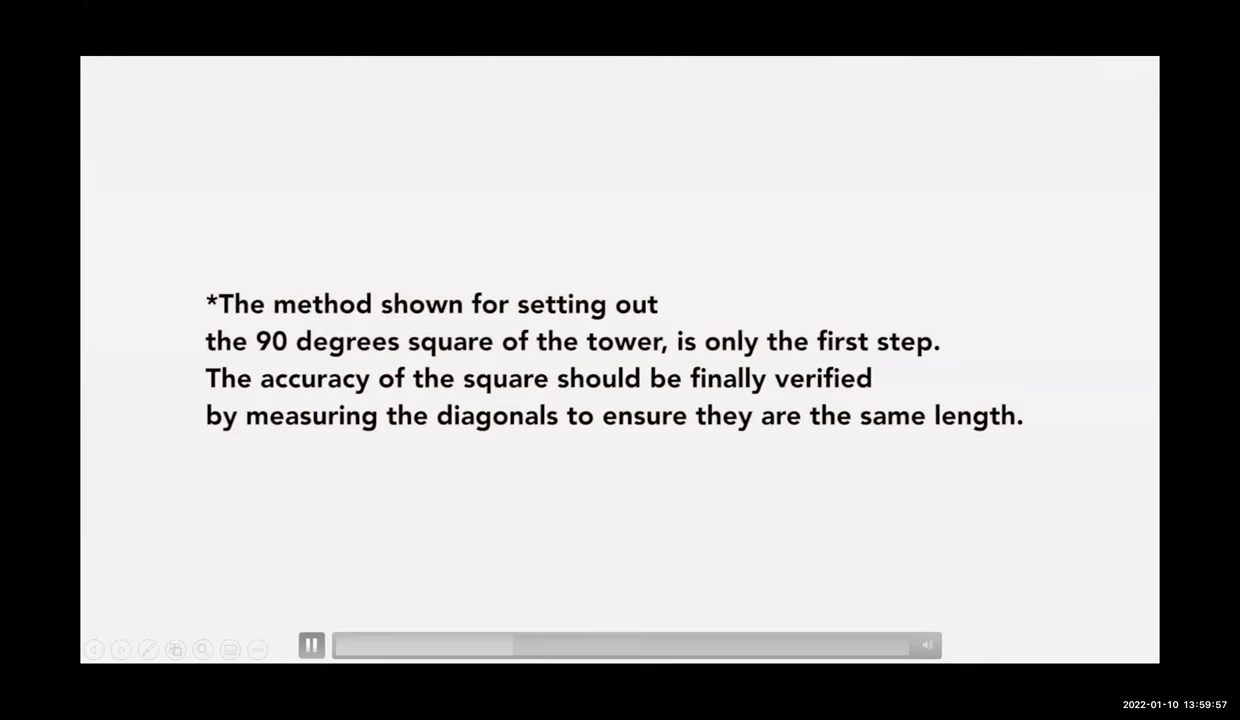 *The method shown for setting out
the 90 degrees square of the tower, is only the first step.
The accuracy of the square should be finally verified
by measuring the diagonals to ensure they are the same length.
2022-01-10 13:59:57